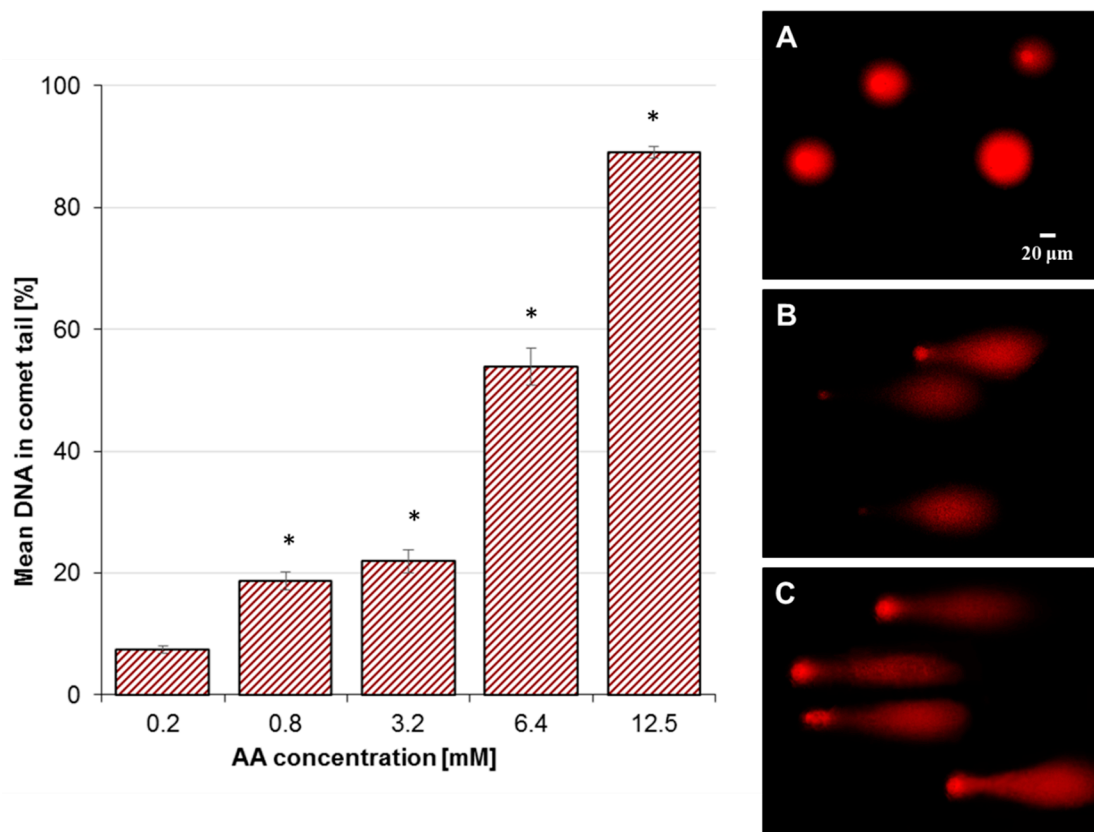 Mean DNA in comet tail [%]
100
80
60
40
20
0
*
*
*
*
0.2 0.8 3.2 6.4 12.5
AA concentration [mM]
A
20 µm
B
C